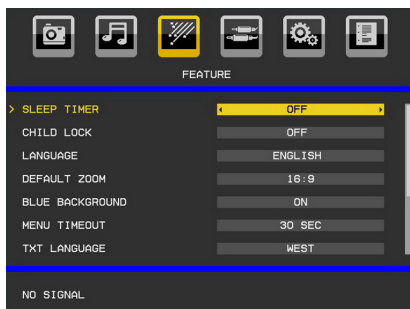 FEATURE
> SLEEP TIMER OFF
CHILD LOCK OFF
LANGUAGE ENGLISH
DEFAULT ZOOM 16:9
BLUE BACKGROUND ON
MENU TIMEOUT 30 SEC
TXT LANGUAGE WEST
NO SIGNAL